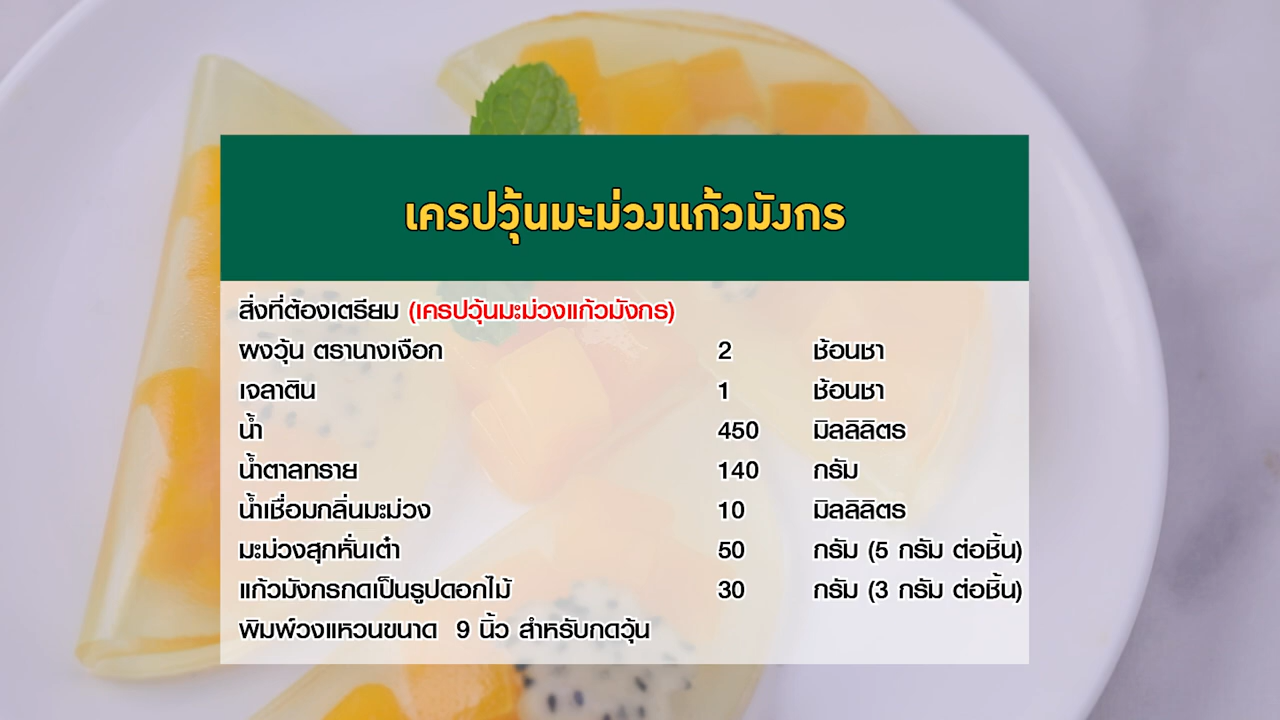 เครปวุ้นมะม่วงแก้วมังกร
สิ่งที่ต้องเตรียม (เครปวุ้นมะม่วงแก้วมังกร)
ผงวุ้น ตรานางเงือก 2 ช้อนชา
เจลาติน 1 ช้อนชา
น้ำ 450 มิลลิลิตร
น้ำตาลทราย 140 กรัม
น้ำเชื่อมกลิ่นมะม่วง 10 มิลลิลิตร
มะม่วงสุกหั่นเต๋า 50 กรัม (5 กรัม ต่อชิ้น)
แก้วมังกรกดเป็นรูปดอกไม้ 30 กรัม (3 กรัม ต่อชิ้น)
พิมพ์วงแหวนขนาด 9 นิ้ว สำหรับกดวุ้น